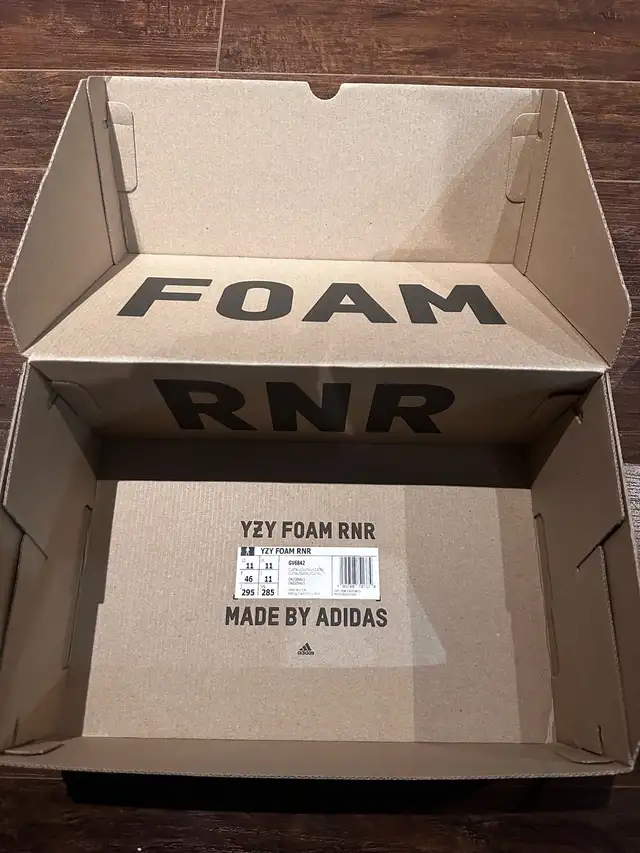 FOAM
RNR
YZY FOAM RNR
YZY FOAM RNR
11 11
GV6842
46 11
295 285
MADE BY ADIDAS
adidas